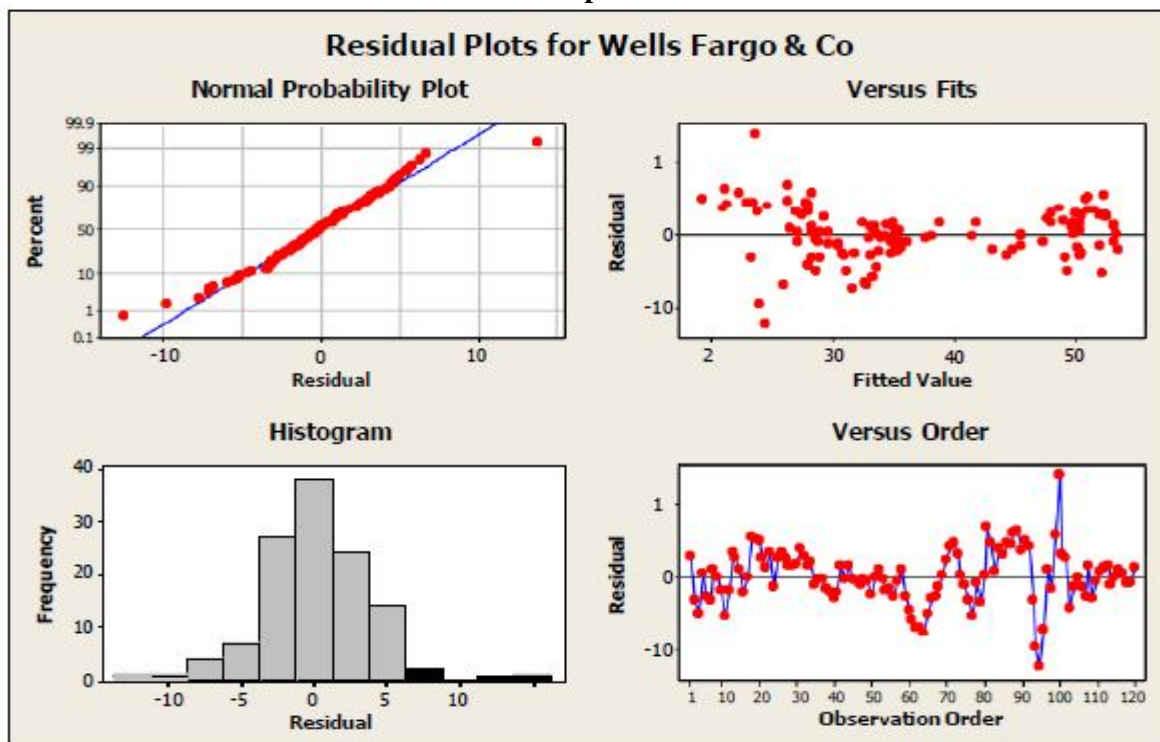 Residual Plots for Wells Fargo & Co
Normal Probability Plot
99.9
99
90
50
10
1
0.1
Percent
-10
0
10
Residual
Versus Fits
1
0
-10
Residual
2
30
40
50
Fitted Value
Histogram
40
30
20
10
0
Frequency
-10
-5
0
5
10
Residual
Versus Order
1
0
-10
Residual
1 10 20 30 40 50 60 70 80 90 100 110 120
Observation Order